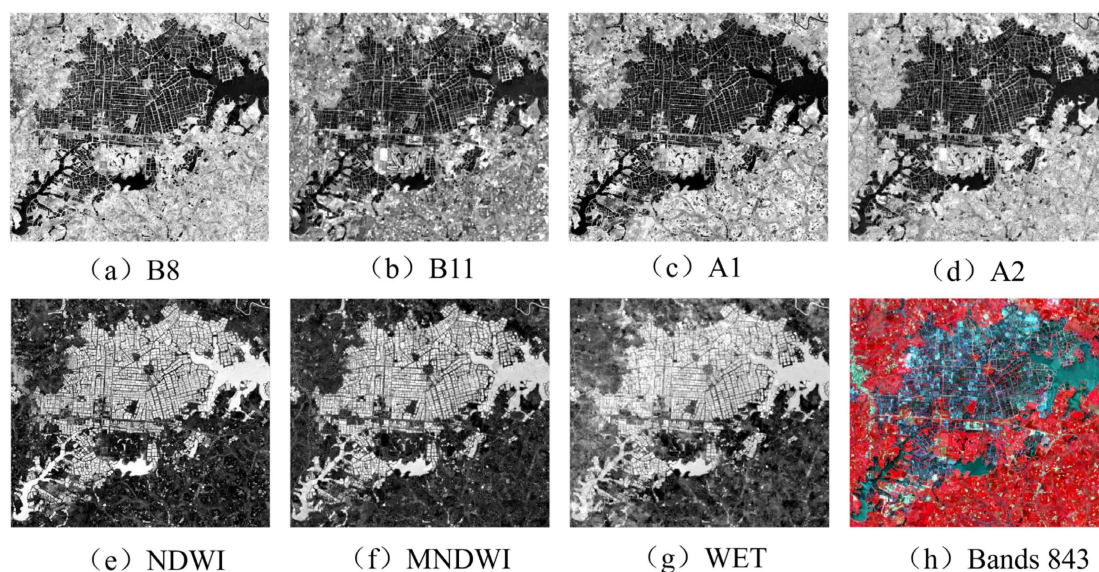 （a）B8 （b）B11 （c）A1 （d）A2
（e）NDWI （f）MNDWI （g）WET （h）Bands 843